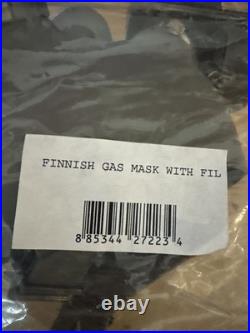 FINNISH GAS MASK WITH FIL
8 85344 27223 4